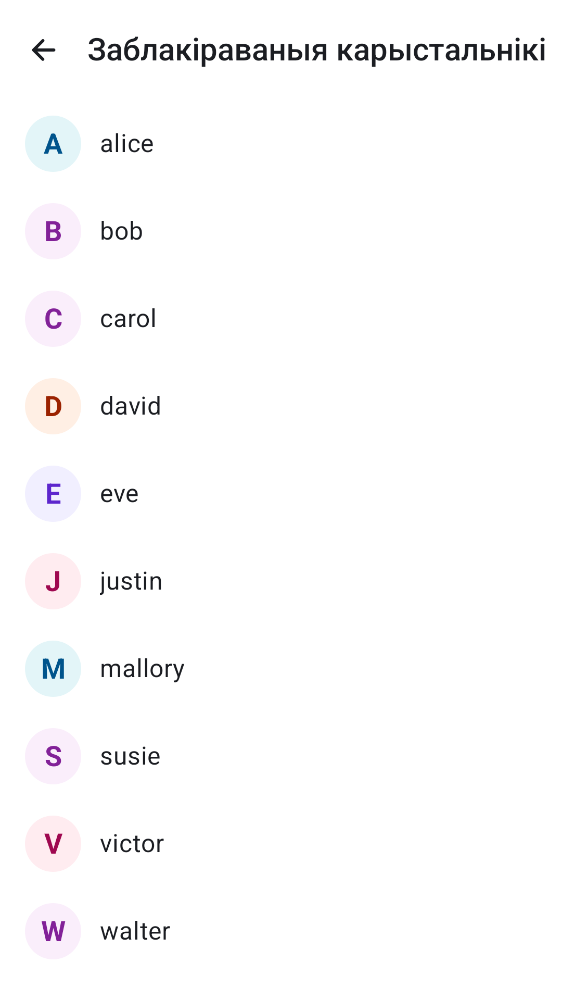 Заблакіраваныя карыстальнікі
A alice
B bob
C carol
D david
E eve
J justin
M mallory
S susie
V victor
W walter